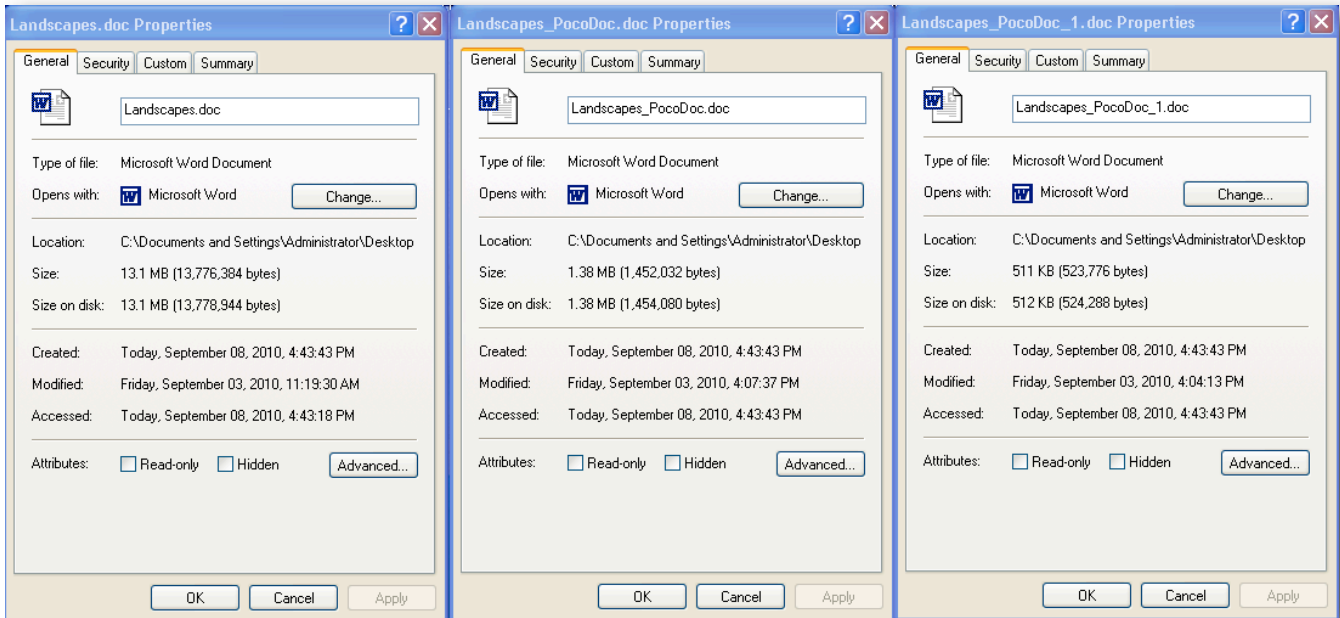 Landscapes.doc Properties
General Security Custom Summary
Landscapes.doc
Type of file: Microsoft Word Document
Opens with: Microsoft Word Change...
Location: C:\Documents and Settings\Administrator\Desktop
Size: 13.1 MB (13,776,384 bytes)
Size on disk: 13.1 MB (13,778,944 bytes)
Created: Today, September 08, 2010, 4:43:43 PM
Modified: Friday, September 03, 2010, 11:19:30 AM
Accessed: Today, September 08, 2010, 4:43:18 PM
Attributes: Read-only Hidden Advanced...
OK Cancel Apply
Landscapes_PocoDoc.doc Properties
General Security Custom Summary
Landscapes_PocoDoc.doc
Type of file: Microsoft Word Document
Opens with: Microsoft Word Change...
Location: C:\Documents and Settings\Administrator\Desktop
Size: 1.38 MB (1,452,032 bytes)
Size on disk: 1.38 MB (1,454,080 bytes)
Created: Today, September 08, 2010, 4:43:43 PM
Modified: Friday, September 03, 2010, 4:07:37 PM
Accessed: Today, September 08, 2010, 4:43:43 PM
Attributes: Read-only Hidden Advanced...
OK Cancel Apply
Landscapes_PocoDoc_1.doc Properties
General Security Custom Summary
Landscapes_PocoDoc_1.doc
Type of file: Microsoft Word Document
Opens with: Microsoft Word Change...
Location: C:\Documents and Settings\Administrator\Desktop
Size: 511 KB (523,776 bytes)
Size on disk: 512 KB (524,288 bytes)
Created: Today, September 08, 2010, 4:43:43 PM
Modified: Friday, September 03, 2010, 4:04:13 PM
Accessed: Today, September 08, 2010, 4:43:43 PM
Attributes: Read-only Hidden Advanced...
OK Cancel Apply